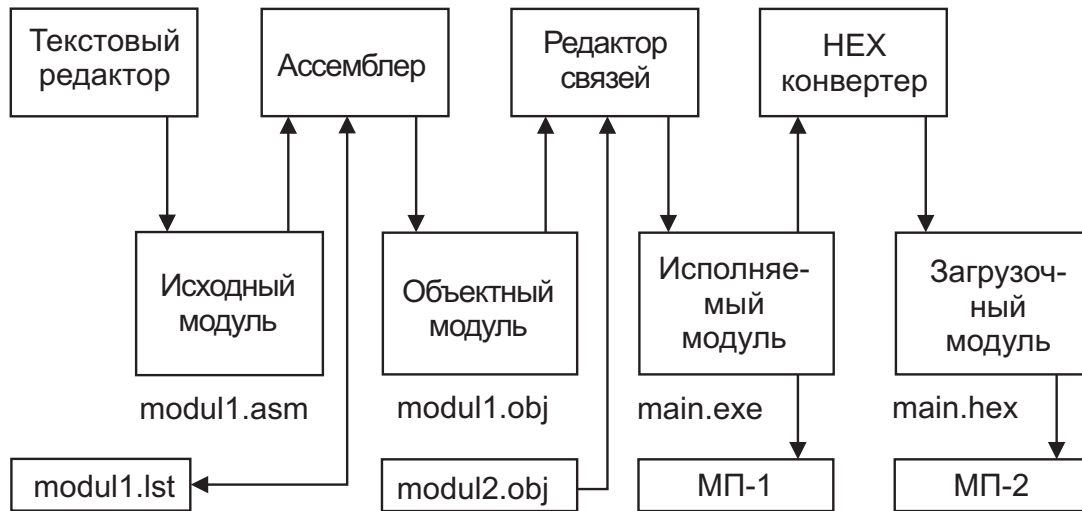 Текстовый
редактор
Ассемблер
Редактор
связей
HEX
конвертер
Исходный
модуль
Объектный
модуль
Исполняе-
мый
модуль
Загрузоч-
ный
модуль
modul1.asm
modul1.obj
main.exe
main.hex
modul1.lst
modul2.obj
МП-1
МП-2